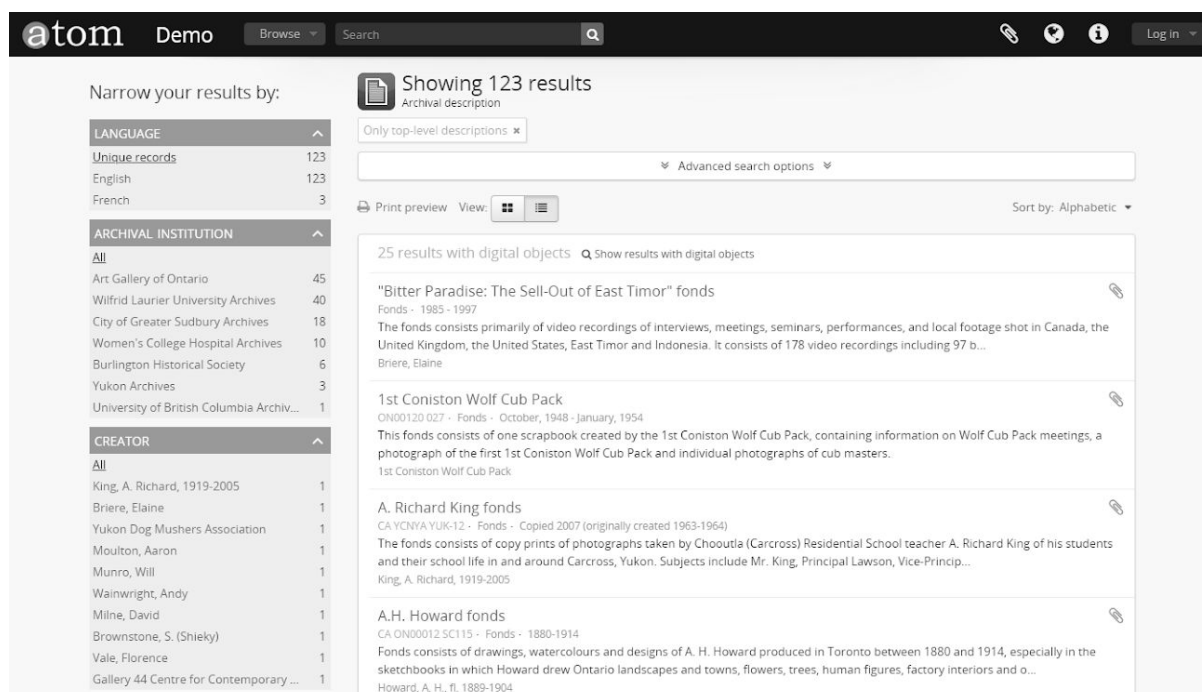 atom Demo Browse Search Log in
Narrow your results by:
LANGUAGE
Unique records 123
English 123
French 3
ARCHIVAL INSTITUTION
All
Art Gallery of Ontario 45
Wilfrid Laurier University Archives 40
City of Greater Sudbury Archives 18
Women's College Hospital Archives 10
Burlington Historical Society 6
Yukon Archives 3
University of British Columbia Archiv... 1
CREATOR
All
King, A. Richard, 1919-2005 1
Briere, Elaine 1
Yukon Dog Mushers Association 1
Moulton, Aaron 1
Munro, Will 1
Wainwright, Andy 1
Milne, David 1
Brownstone, S. (Shieky) 1
Vale, Florence 1
Gallery 44 Centre for Contemporary ... 1
Showing 123 results
Archival description
Only top-level descriptions ×
Advanced search options
Print preview View: Sort by: Alphabetic
25 results with digital objects Show results with digital objects
"Bitter Paradise: The Sell-Out of East Timor" fonds
Fonds · 1985 - 1997
The fonds consists primarily of video recordings of interviews, meetings, seminars, performances, and local footage shot in Canada, the
United Kingdom, the United States, East Timor and Indonesia. It consists of 178 video recordings including 97 b...
Briere, Elaine
1st Coniston Wolf Cub Pack
ON00120 027 · Fonds · October, 1948 - January, 1954
This fonds consists of one scrapbook created by the 1st Coniston Wolf Cub Pack, containing information on Wolf Cub Pack meetings, a
photograph of the first 1st Coniston Wolf Cub Pack and individual photographs of cub masters.
1st Coniston Wolf Cub Pack
A. Richard King fonds
CA YCNYA YUK-12 · Fonds · Copied 2007 (originally created 1963-1964)
The fonds consists of copy prints of photographs taken by Chooutla (Carcross) Residential School teacher A. Richard King of his students
and their school life in and around Carcross, Yukon. Subjects include Mr. King, Principal Lawson, Vice-Princip...
King, A. Richard, 1919-2005
A.H. Howard fonds
CA ON00012 SC115 · Fonds · 1880-1914
Fonds consists of drawings, watercolours and designs of A. H. Howard produced in Toronto between 1880 and 1914, especially in the
sketchbooks in which Howard drew Ontario landscapes and towns, flowers, trees, human figures, factory interiors and o...
Howard, A. H., fl. 1889-1904